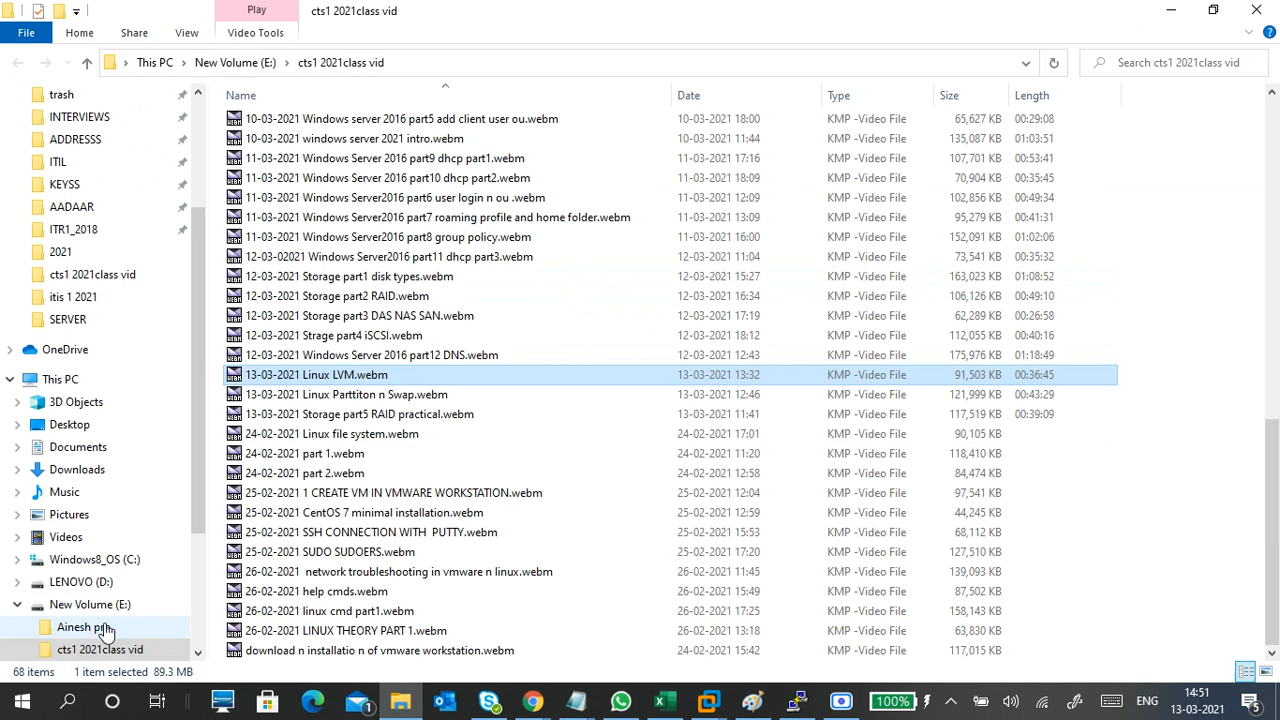 Play
cts1 2021class vid
File
Home
Share
View
Video Tools
This PC
New Volume (E:)
cts1 2021class vid
Search cts1 2021class vid
trash
INTERVIEWS
ADDRESSS
ITIL
KEYSS
AADAAR
ITR1_2018
2021
cts1 2021class vid
itis 1 2021
SERVER
OneDrive
This PC
3D Objects
Desktop
Documents
Downloads
Music
Pictures
Videos
Windows8_OS (C:)
LENOVO (D:)
New Volume (E:)
Ainesh
cts1 2021class vid
Name Date Type Size Length
10-03-2021 Windows server 2016 part5 add client user ou.webm 10-03-2021 18:00 KMP -Video File 65,627 KB 00:29:08
10-03-2021 windows server 2021 intro.webm 10-03-2021 11:44 KMP -Video File 135,087 KB 01:03:51
11-03-2021 Windows Server 2016 part9 dhcp part1.webm 11-03-2021 17:16 KMP -Video File 107,701 KB 00:53:41
11-03-2021 Windows Server 2016 part10 dhcp part2.webm 11-03-2021 18:09 KMP -Video File 70,904 KB 00:35:45
11-03-2021 Windows Server2016 part6 user login n ou .webm 11-03-2021 12:09 KMP -Video File 102,856 KB 00:49:34
11-03-2021 Windows Server2016 part7 roaming profile and home folder.webm 11-03-2021 13:09 KMP -Video File 95,279 KB 00:41:31
11-03-2021 Windows Server2016 part8 group policy.webm 11-03-2021 16:00 KMP -Video File 152,091 KB 01:02:06
12-03-02021 Windows Server2016 part11 dhcp part3.webm 12-03-2021 11:04 KMP -Video File 73,541 KB 00:35:32
12-03-2021 Storage part1 disk types.webm 12-03-2021 15:27 KMP -Video File 163,023 KB 01:08:52
12-03-2021 Storage part2 RAID.webm 12-03-2021 16:34 KMP -Video File 106,126 KB 00:49:10
12-03-2021 Storage part3 DAS NAS SAN.webm 12-03-2021 17:19 KMP -Video File 62,289 KB 00:26:58
12-03-2021 Strage part4 iSCSI.webm 12-03-2021 18:12 KMP -Video File 112,055 KB 00:40:16
12-03-2021 Windows Server 2016 part12 DNS.webm 12-03-2021 12:43 KMP -Video File 175,976 KB 01:18:49
13-03-2021 Linux LVM.webm 13-03-2021 13:32 KMP -Video File 91,503 KB 00:36:45
13-03-2021 Linux Partiton n Swap.webm 13-03-2021 12:46 KMP -Video File 121,999 KB 00:43:29
13-03-2021 Storage part5 RAID practical.webm 13-03-2021 11:41 KMP -Video File 117,519 KB 00:39:09
24-02-2021 Linux file system.webm 24-02-2021 17:01 KMP -Video File 90,105 KB
24-02-2021 part 1.webm 24-02-2021 11:20 KMP -Video File 118,410 KB
24-02-2021 part 2.webm 24-02-2021 12:58 KMP -Video File 84,474 KB
25-02-2021 1 CREATE VM IN VMWARE WORKSTATION.webm 25-02-2021 12:04 KMP -Video File 97,541 KB
25-02-2021 CentOS 7 minimal installation.webm 25-02-2021 12:59 KMP -Video File 44,245 KB
25-02-2021 SSH CONNECTION WITH PUTTY.webm 25-02-2021 15:53 KMP -Video File 68,112 KB
25-02-2021 SUDO SUDOERS.webm 25-02-2021 17:20 KMP -Video File 127,510 KB
26-02-2021 network troubleshooting in vmware n linux.webm 26-02-2021 11:45 KMP -Video File 139,093 KB
26-02-2021 help cmds.webm 26-02-2021 15:49 KMP -Video File 87,502 KB
26-02-2021 linux cmd part1.webm 26-02-2021 17:25 KMP -Video File 158,143 KB
26-02-2021 LINUX THEORY PART 1.webm 26-02-2021 13:18 KMP -Video File 63,830 KB
download n installatio n of vmware workstation.webm 24-02-2021 15:42 KMP -Video File 117,015 KB
68 items 1 item selected 89.3 MB
1
100%
ENG
14:51
13-03-2021
5